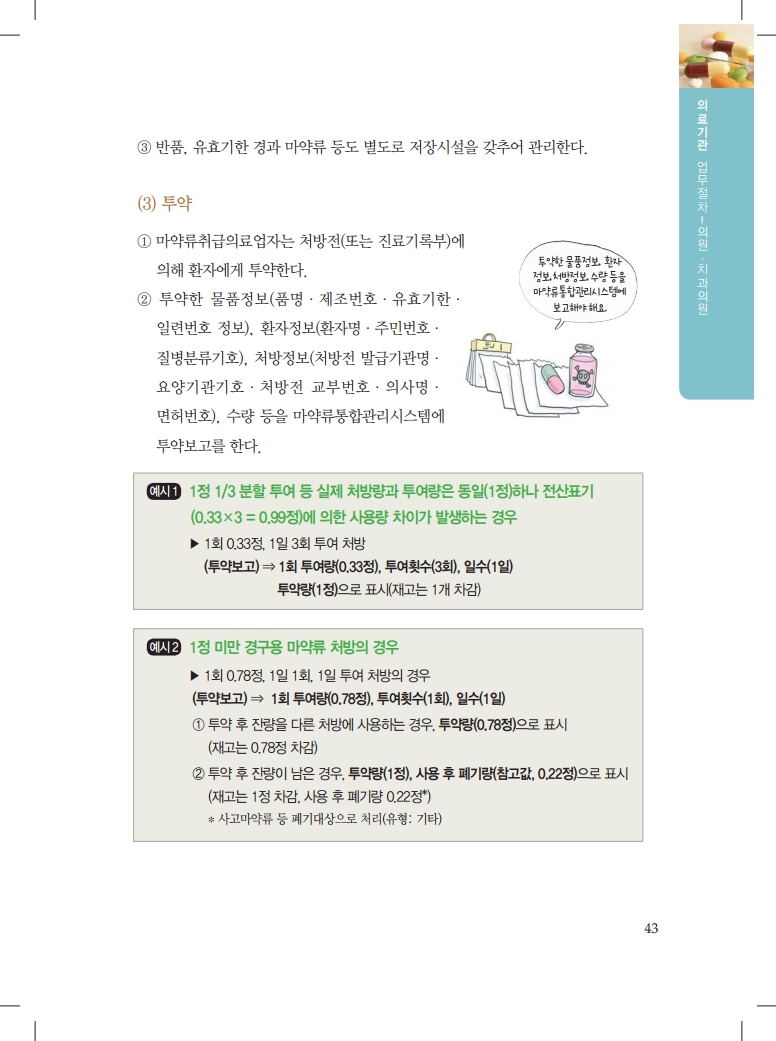 ③ 반품, 유효기한 경과 마약류 등도 별도로 저장시설을 갖추어 관리한다.
(3) 투약
① 마약류취급의료업자는 처방전(또는 진료기록부)에
의해 환자에게 투약한다.
② 투약한 물품정보(품명 · 제조번호 · 유효기한 ·
일련번호 정보), 환자정보(환자명 · 주민번호 ·
질병분류기호), 처방정보(처방전 발급기관명 ·
요양기관기호 · 처방전 교부번호 · 의사명 ·
면허번호), 수량 등을 마약류통합관리시스템에
투약보고를 한다.
투약한 물품정보, 환자
정보, 처방정보, 수량 등을
마약류통합관리시스템에
보고해야 해요.
예시 1 1정 1/3 분할 투여 등 실제 처방량과 투여량은 동일(1정)하나 전산표기
(0.33×3 = 0.99정)에 의한 사용량 차이가 발생하는 경우
▶ 1회 0.33정, 1일 3회 투여 처방
(투약보고) ⇒ 1회 투여량(0.33정), 투여횟수(3회), 일수(1일)
투약량(1정)으로 표시(재고는 1개 차감)
예시 2 1정 미만 경구용 마약류 처방의 경우
▶ 1회 0.78정, 1일 1회, 1일 투여 처방의 경우
(투약보고) ⇒ 1회 투여량(0.78정), 투여횟수(1회), 일수(1일)
① 투약 후 잔량을 다른 처방에 사용하는 경우, 투약량(0.78정)으로 표시
(재고는 0.78정 차감)
② 투약 후 잔량이 남은 경우, 투약량(1정), 사용 후 폐기량(참고값, 0.22정)으로 표시
(재고는 1정 차감, 사용 후 폐기량 0.22정*)
* 사고마약류 등 폐기대상으로 처리(유형: 기타)
의료기관 업무절차 - 의원 · 치과의원
43